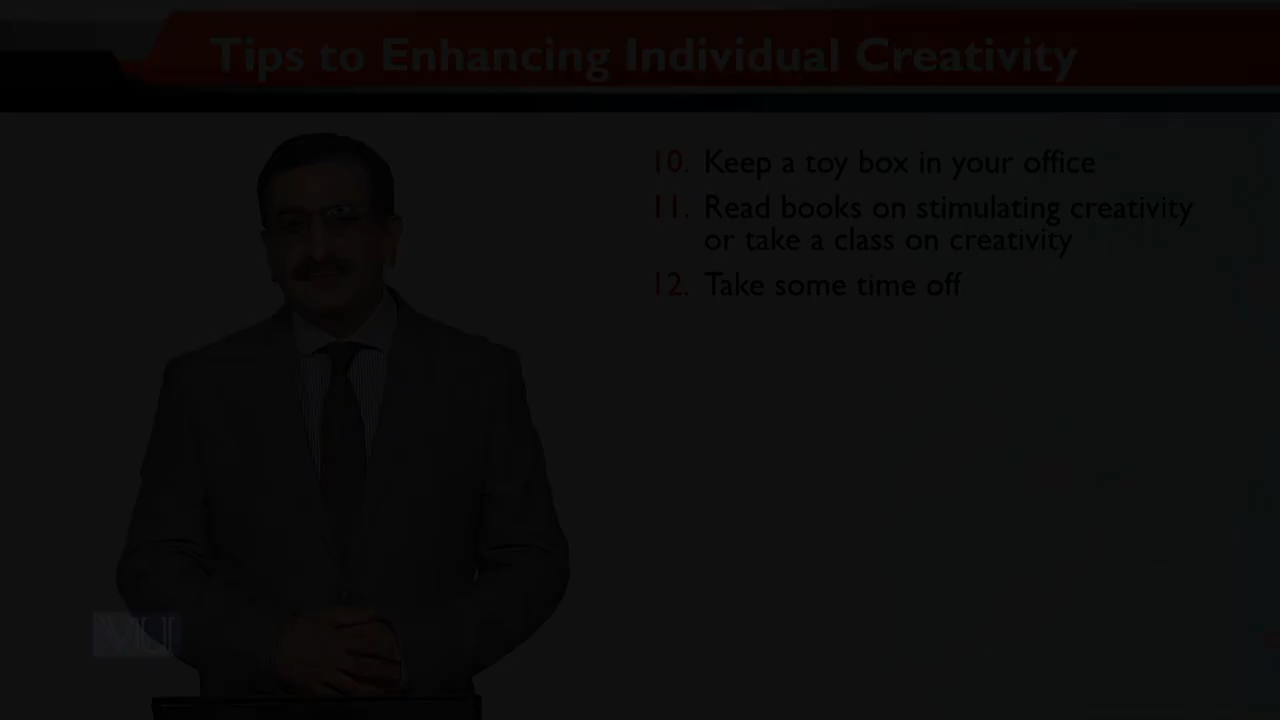 Tips to Enhancing Individual Creativity
10. Keep a toy box in your office
11. Read books on stimulating creativity
or take a class on creativity
12. Take some time off
VU